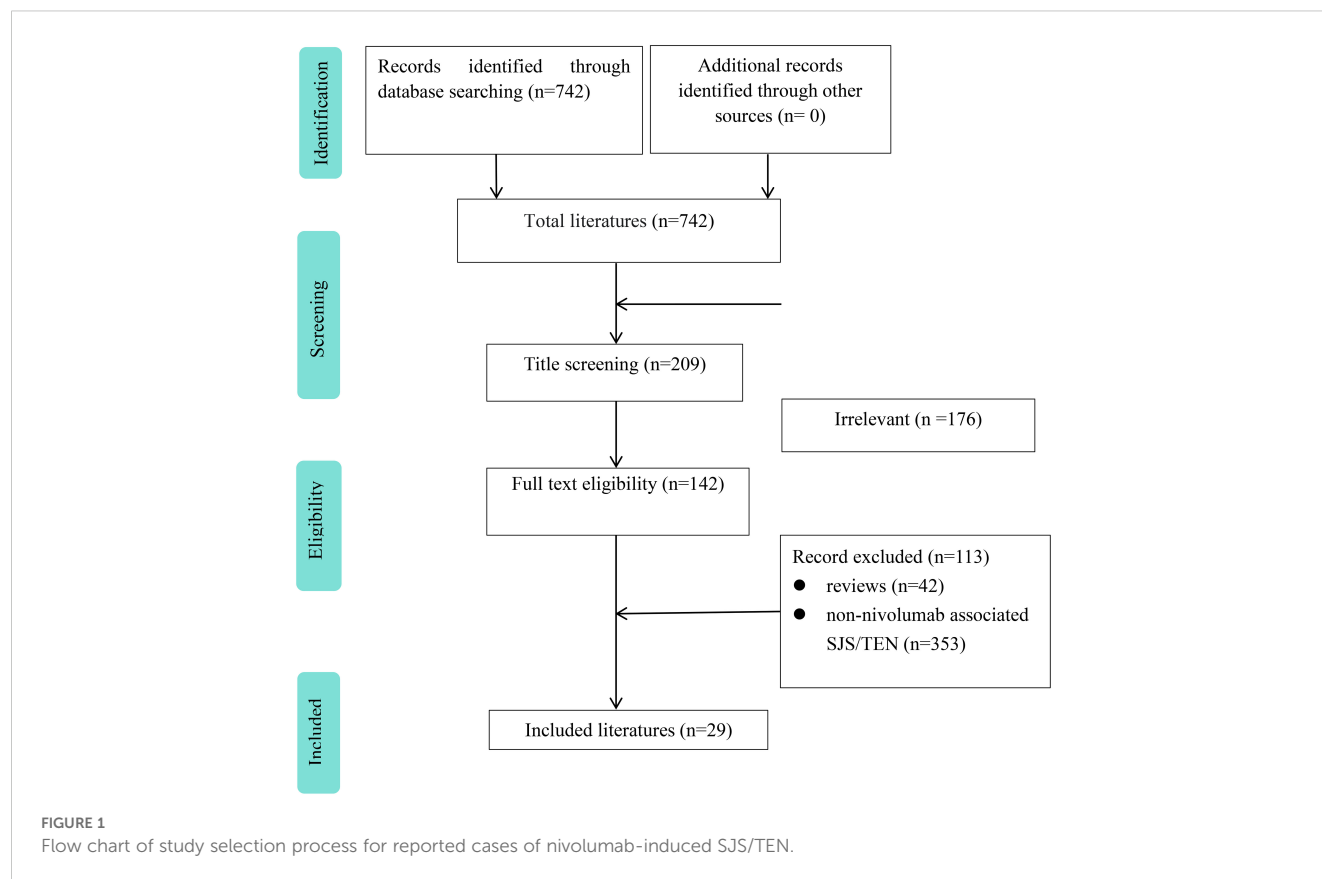 Identification
Records identified through
database searching (n=742)
Additional records
identified through other
sources (n= 0)
Screening
Total literatures (n=742)
Title screening (n=209)
Irrelevant (n =176)
Eligibility
Full text eligibility (n=142)
Record excluded (n=113)
● reviews (n=42)
● non-nivolumab associated
SJS/TEN (n=353)
Included
Included literatures (n=29)
FIGURE 1
Flow chart of study selection process for reported cases of nivolumab-induced SJS/TEN.